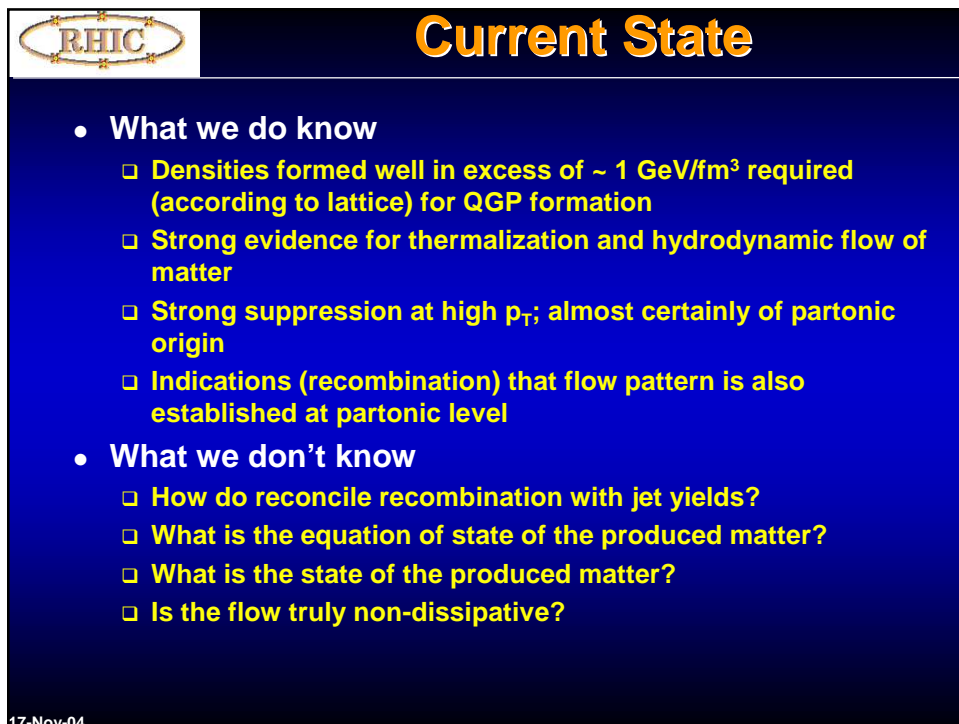 RHIC
Current State
● What we do know
❑ Densities formed well in excess of ~ 1 GeV/fm³ required
(according to lattice) for QGP formation
❑ Strong evidence for thermalization and hydrodynamic flow of
matter
❑ Strong suppression at high pT; almost certainly of partonic
origin
❑ Indications (recombination) that flow pattern is also
established at partonic level
● What we don’t know
❑ How do reconcile recombination with jet yields?
❑ What is the equation of state of the produced matter?
❑ What is the state of the produced matter?
❑ Is the flow truly non-dissipative?
17-Nov-04